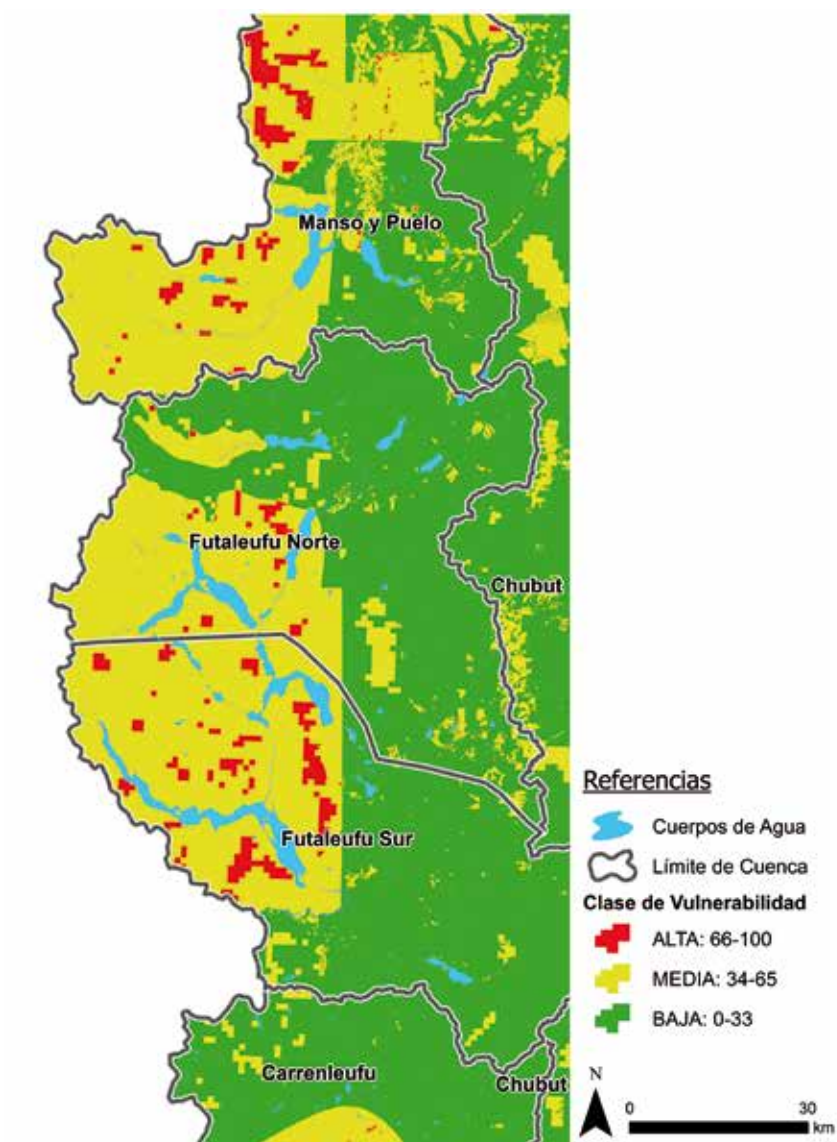 Manso y Puelo
Futaleufu Norte
Chubut
Futaleufu Sur
Carrenleufu
Chubut
Referencias
Cuerpos de Agua
Límite de Cuenca
Clase de Vulnerabilidad
ALTA: 66-100
MEDIA: 34-65
BAJA: 0-33
N
0 30
km